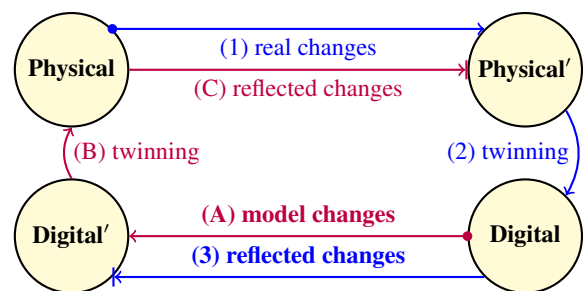 (1) real changes
Physical
Physical′
(C) reflected changes
(B) twinning
(2) twinning
(A) model changes
Digital′
Digital
(3) reflected changes